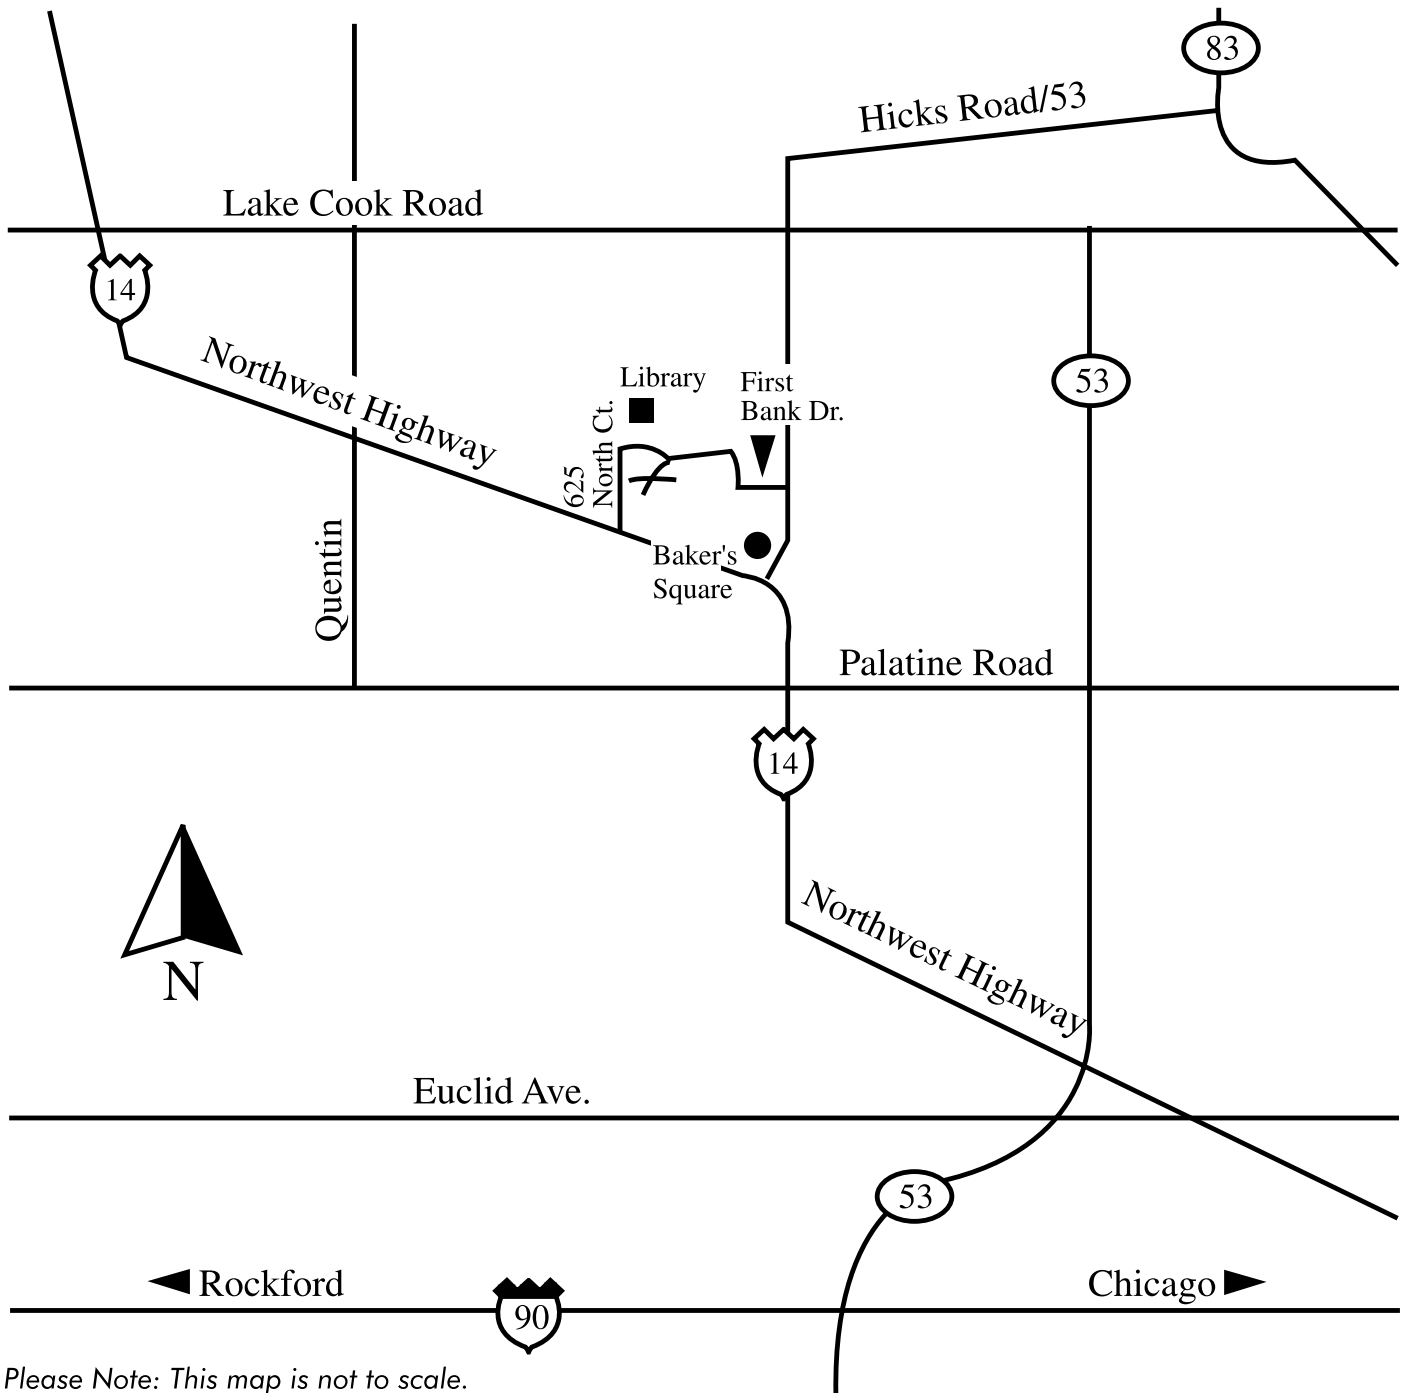 83
Hicks Road/53
Lake Cook Road
14
Northwest Highway
53
Library
First
Bank Dr.
625
North Ct.
Baker's
Square
Quentin
Palatine Road
14
Northwest Highway
N
Euclid Ave.
53
Rockford
Chicago
90
Please Note: This map is not to scale.